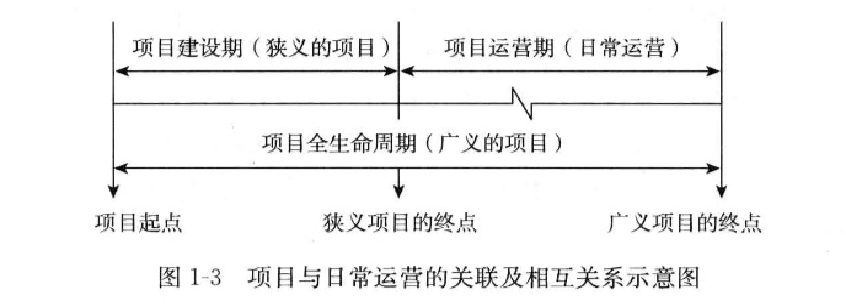 项目建设期（狭义的项目） 项目运营期（日常运营）
项目全生命周期（广义的项目）
项目起点 狭义项目的终点 广义项目的终点
图 1-3 项目与日常运营的关联及相互关系示意图